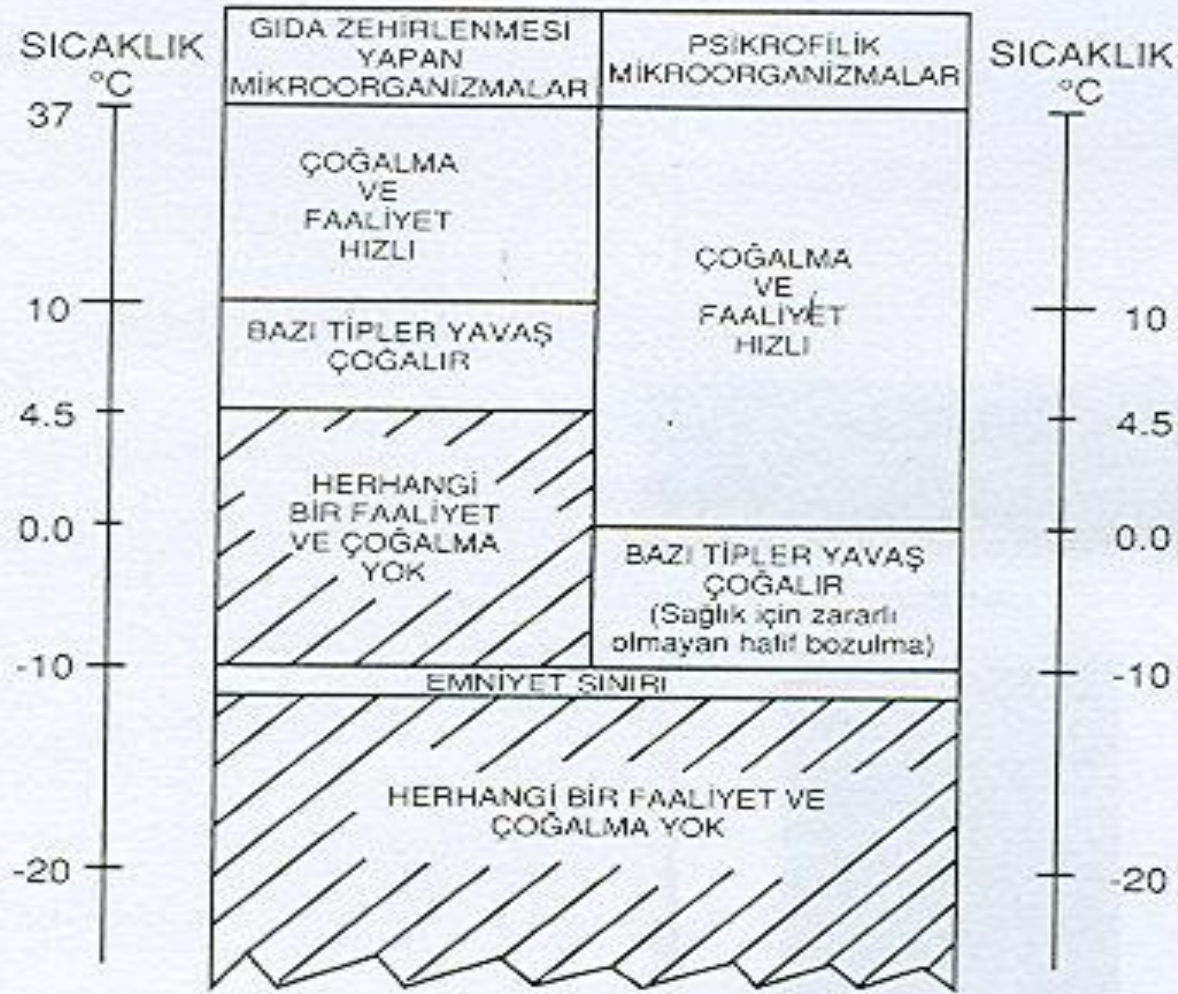 SICAKLIK
°C
37
10
4.5
0.0
-10
-20
GIDA ZEHİRLENMESİ
YAPAN
MİKROORGANİZMALAR
ÇOĞALMA
VE
FAALİYET
HIZLI
BAZI TİPLER YAVAŞ
ÇOĞALIR
HERHANGİ
BİR FAALİYET
VE ÇOĞALMA
YOK
PSİKROFİLİK
MİKROORGANİZMALAR
ÇOĞALMA
VE
FAALİYET
HIZLI
BAZI TİPLER YAVAŞ
ÇOĞALIR
(Sağlık için zararlı
olmayan hafif bozulma)
EMNİYET SINIRI
HERHANGİ BİR FAALİYET VE
ÇOĞALMA YOK
SICAKLIK
°C
10
4.5
0.0
-10
-20